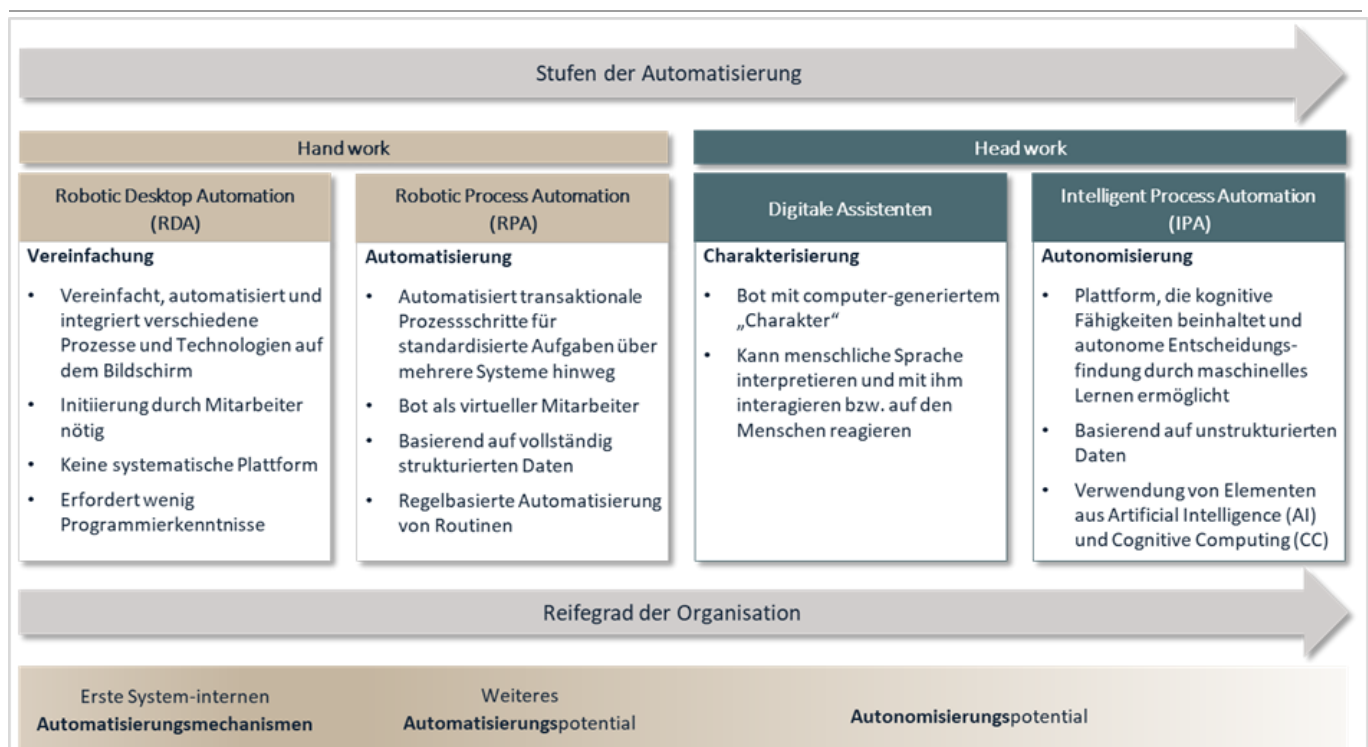 Stufen der Automatisierung
Hand work
Head work
Robotic Desktop Automation
(RDA)
Vereinfachung
• Vereinfacht, automatisiert und
integriert verschiedene
Prozesse und Technologien auf
dem Bildschirm
• Initiierung durch Mitarbeiter
nötig
• Keine systematische Plattform
• Erfordert wenig
Programmierkenntnisse
Robotic Process Automation
(RPA)
Automatisierung
• Automatisiert transaktionale
Prozessschritte für
standardisierte Aufgaben über
mehrere Systeme hinweg
• Bot als virtueller Mitarbeiter
• Basierend auf vollständig
strukturierten Daten
• Regelbasierte Automatisierung
von Routinen
Digitale Assistenten
Charakterisierung
• Bot mit computer-generiertem
„Charakter“
• Kann menschliche Sprache
interpretieren und mit ihm
interagieren bzw. auf den
Menschen reagieren
Intelligent Process Automation
(IPA)
Autonomisierung
• Plattform, die kognitive
Fähigkeiten beinhaltet und
autonome Entscheidungs-
findung durch maschinelles
Lernen ermöglicht
• Basierend auf unstrukturierten
Daten
• Verwendung von Elementen
aus Artificial Intelligence (AI)
und Cognitive Computing (CC)
Reifegrad der Organisation
Erste System-internen
Automatisierungsmechanismen
Weiteres
Automatisierungspotential
Autonomisierungspotential